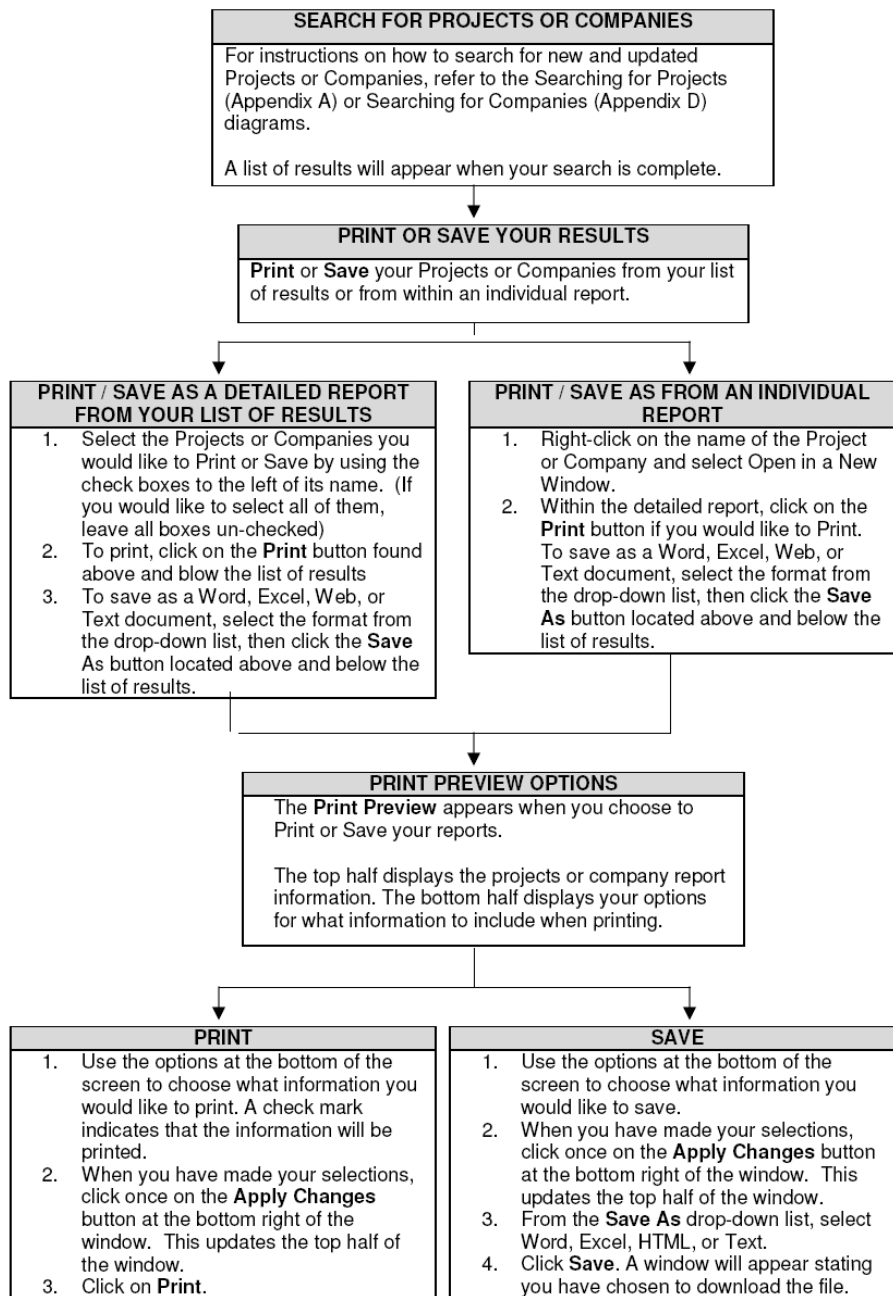 SEARCH FOR PROJECTS OR COMPANIES
For instructions on how to search for new and updated
Projects or Companies, refer to the Searching for Projects
(Appendix A) or Searching for Companies (Appendix D)
diagrams.
A list of results will appear when your search is complete.
PRINT OR SAVE YOUR RESULTS
Print or Save your Projects or Companies from your list
of results or from within an individual report.
PRINT / SAVE AS A DETAILED REPORT
FROM YOUR LIST OF RESULTS
1. Select the Projects or Companies you
would like to Print or Save by using the
check boxes to the left of its name. (If
you would like to select all of them,
leave all boxes un-checked)
2. To print, click on the Print button found
above and blow the list of results
3. To save as a Word, Excel, Web, or
Text document, select the format from
the drop-down list, then click the Save
As button located above and below the
list of results.
PRINT / SAVE AS FROM AN INDIVIDUAL
REPORT
1. Right-click on the name of the Project
or Company and select Open in a New
Window.
2. Within the detailed report, click on the
Print button if you would like to Print.
To save as a Word, Excel, Web, or
Text document, select the format from
the drop-down list, then click the Save
As button located above and below the
list of results.
PRINT PREVIEW OPTIONS
The Print Preview appears when you choose to
Print or Save your reports.
The top half displays the projects or company report
information. The bottom half displays your options
for what information to include when printing.
PRINT
1. Use the options at the bottom of the
screen to choose what information you
would like to print. A check mark
indicates that the information will be
printed.
2. When you have made your selections,
click once on the Apply Changes
button at the bottom right of the
window. This updates the top half of
the window.
3. Click on Print.
SAVE
1. Use the options at the bottom of the
screen to choose what information you
would like to save.
2. When you have made your selections,
click once on the Apply Changes button
at the bottom right of the window. This
updates the top half of the window.
3. From the Save As drop-down list, select
Word, Excel, HTML, or Text.
4. Click Save. A window will appear stating
you have chosen to download the file.